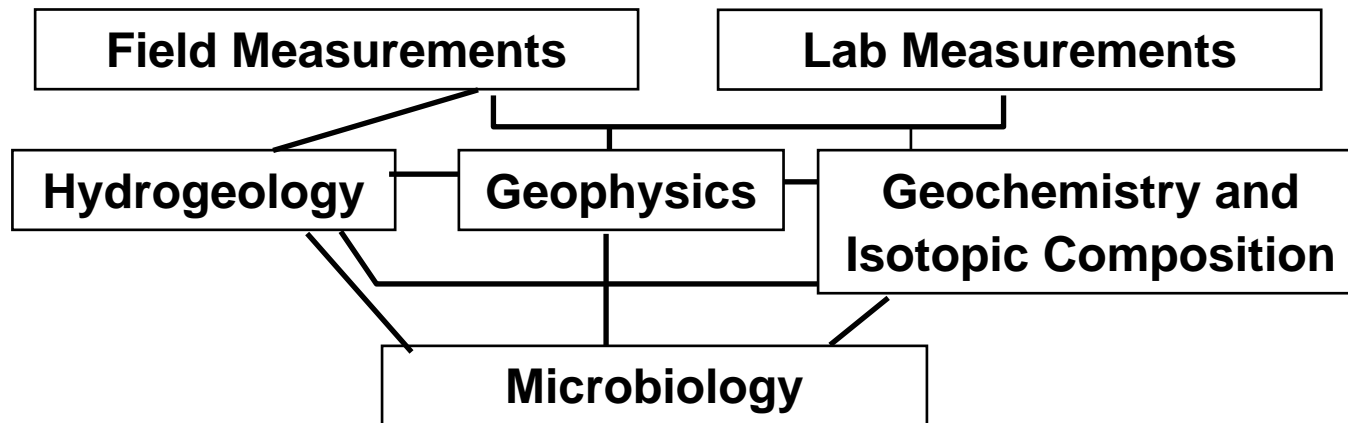 Field Measurements
Lab Measurements
Hydrogeology
Geophysics
Geochemistry and
Isotopic Composition
Microbiology